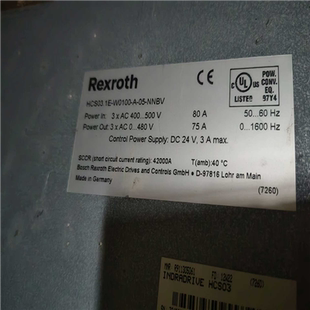 Rexroth
HCS03.1E-W0100-A-05-NNBV
Power In: 3 x AC 400...500 V 80 A 50...60 Hz
Power Out: 3 x AC 0...480 V 75 A 0...1600 Hz
Control Power Supply: DC 24 V, 3 A max.
SCCR (short circuit current rating): 42000A T(amb):40 °C
Bosch Rexroth Electric Drives and Controls GmbH ● D-97816 Lohr am Main
Made in Germany
(7260)
CE
UL
LISTED
US
POW.
CONV.
EQ.
97Y4
INDRADRIVE HCS03